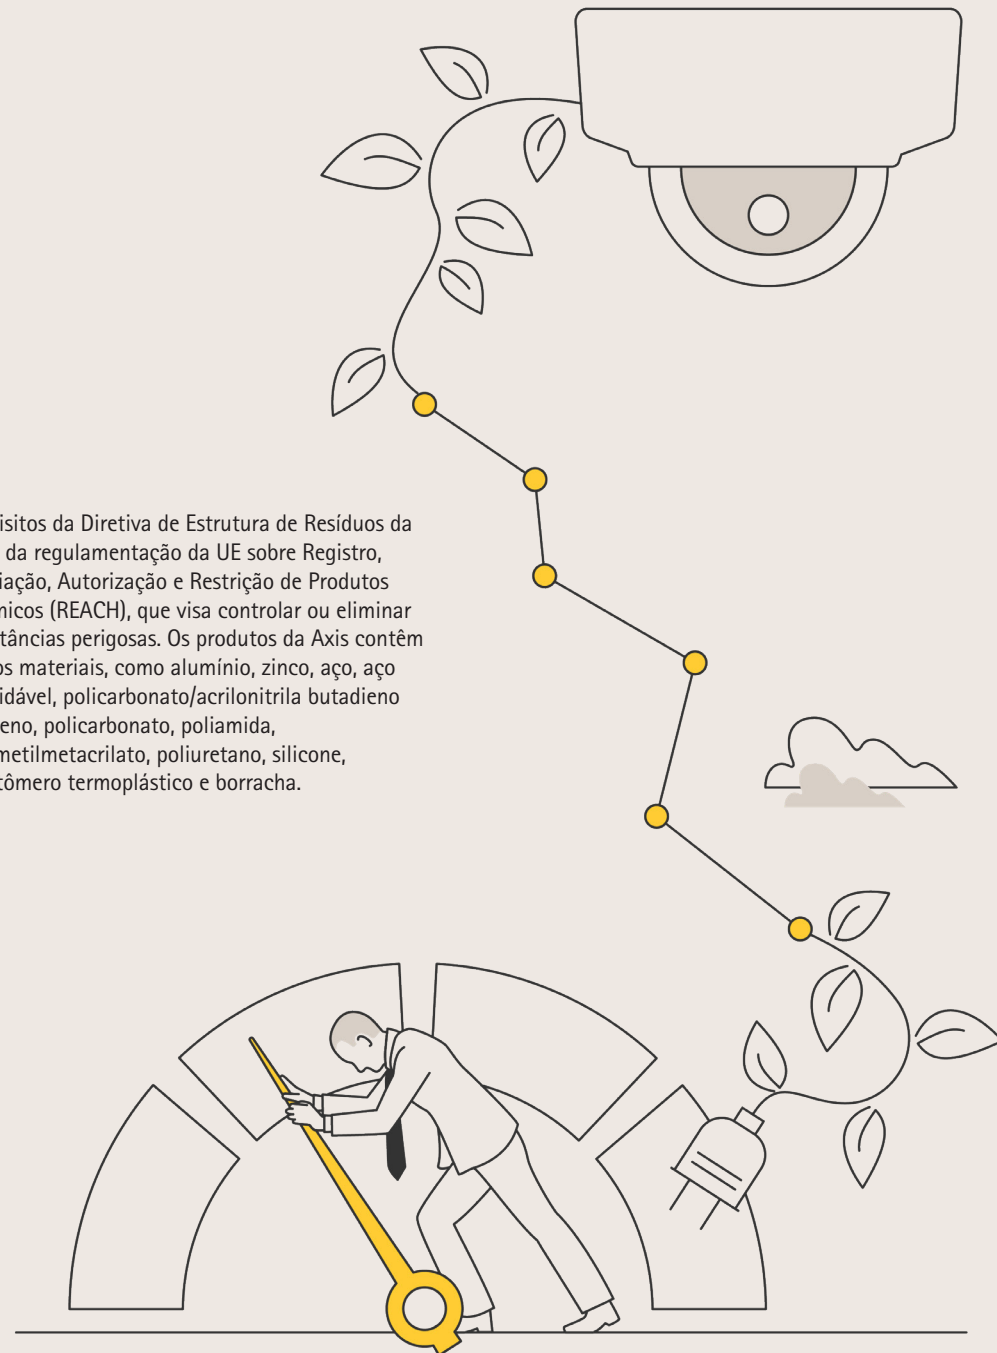 isitos da Diretiva de Estrutura de Resíduos da
da regulamentação da UE sobre Registro,
iação, Autorização e Restrição de Produtos
nicos (REACH), que visa controlar ou eliminar
tâncias perigosas. Os produtos da Axis contêm
os materiais, como alumínio, zinco, aço, aço
idável, policarbonato/acrilonitrila butadieno
eno, policarbonato, poliamida,
metilmetacrilato, poliuretano, silicone,
tômero termoplástico e borracha.